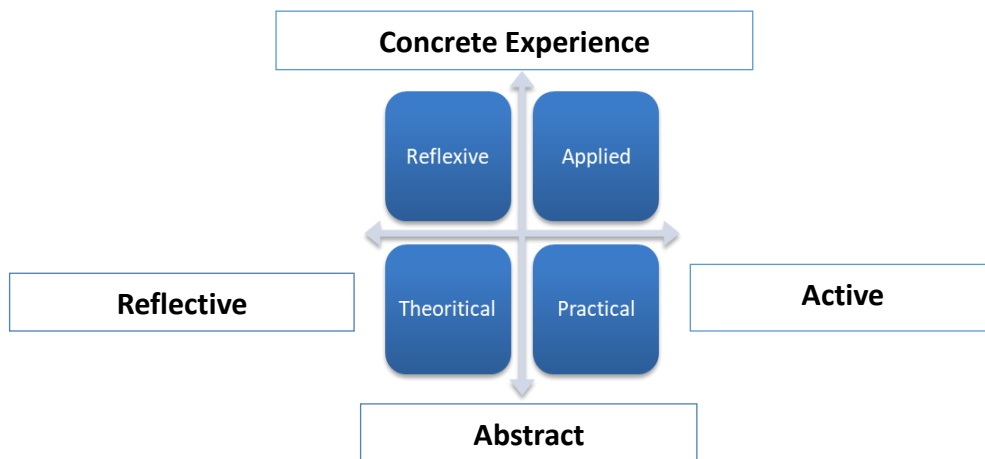 Concrete Experience
Reflexive
Applied
Reflective
Theoritical
Practical
Active
Abstract